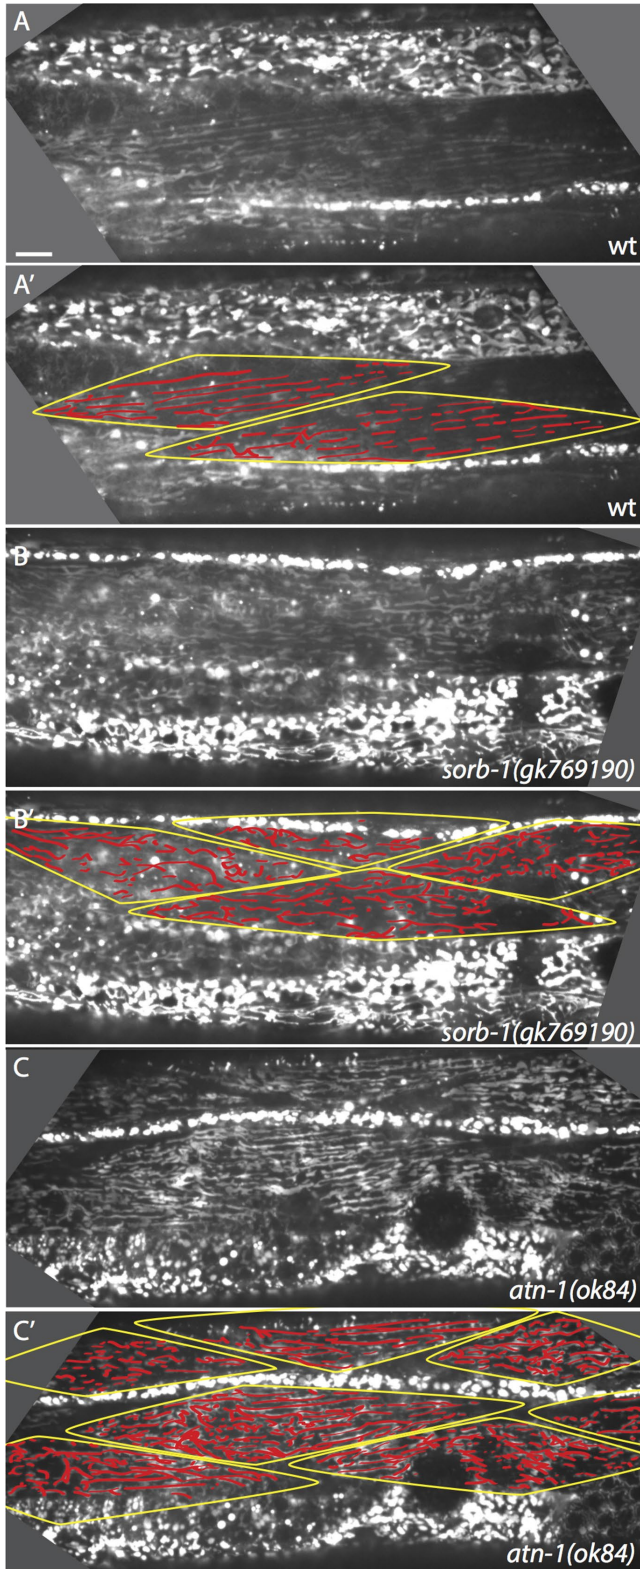 A
wt
A'
wt
B
sorb-1(gk769190)
B'
sorb-1(gk769190)
C
atn-1(ok84)
C'
atn-1(ok84)